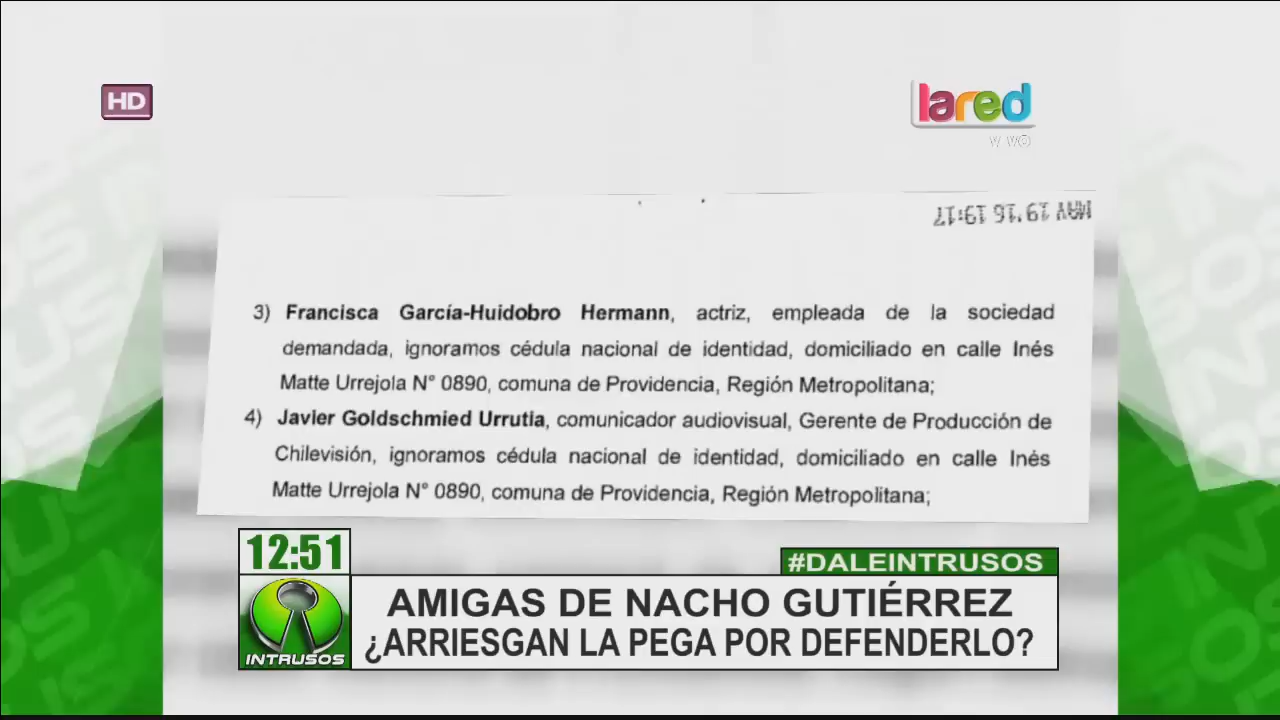 HD
lared
MAY 19'16 19:17
3) Francisca García-Huidobro Hermann, actriz, empleada de la sociedad
demandada, ignoramos cédula nacional de identidad, domiciliado en calle Inés
Matte Urrejola N° 0890, comuna de Providencia, Región Metropolitana;
4) Javier Goldschmied Urrutia, comunicador audiovisual, Gerente de Producción de
Chilevisión, ignoramos cédula nacional de identidad, domiciliado en calle Inés
Matte Urrejola N° 0890, comuna de Providencia, Región Metropolitana;
12:51
#DALEINTRUSOS
AMIGAS DE NACHO GUTIÉRREZ
¿ARRIESGAN LA PEGA POR DEFENDERLO?
INTRUSOS